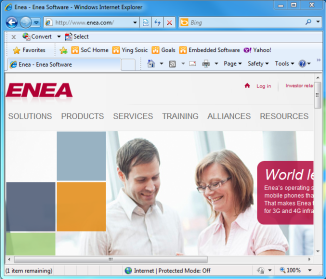 Enea - Enea Software - Windows Internet Explorer
http://www.enea.com/
Bing
x Convert Select
Favorites SoC Home Ying Sosic Goals Embedded Software Yahoo!
Enea - Enea Software
Page Safety Tools
ENEA
Log in Investor rela
SOLUTIONS PRODUCTS SERVICES TRAINING ALLIANCES RESOURCES
World le
Enea's operating s
mobile phones tha
That makes Enea t
for 3G and 4G infra
(1 item remaining) Internet | Protected Mode: Off 100%